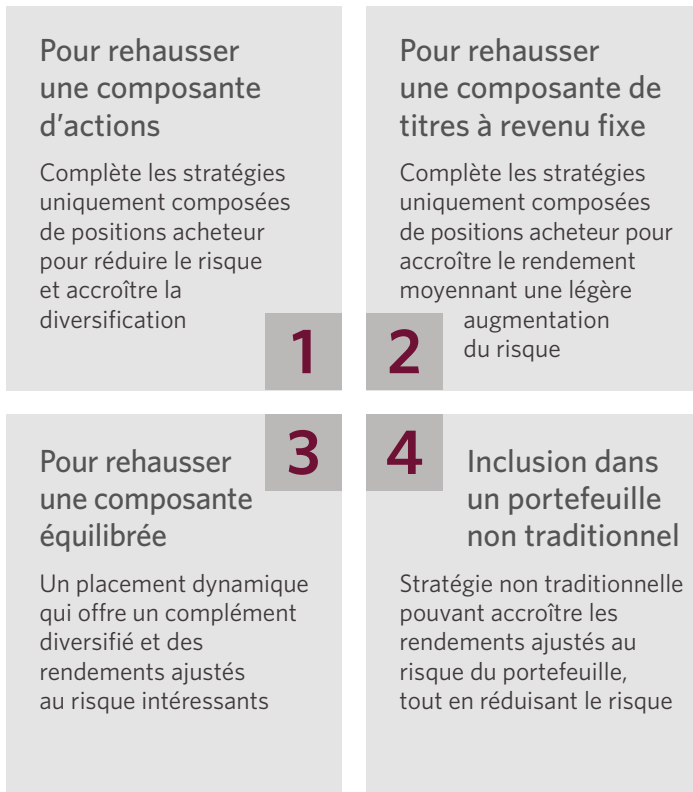 Pour rehausser
une composante
d'actions
Complète les stratégies
uniquement composées
de positions acheteur
pour réduire le risque
et accroître la
diversification
1
Pour rehausser
une composante de
titres à revenu fixe
Complète les stratégies
uniquement composées
de positions acheteur pour
accroître le rendement
moyennant une légère
augmentation
du risque
2
Pour rehausser
une composante
équilibrée
3
Un placement dynamique
qui offre un complément
diversifié et des
rendements ajustés
au risque intéressants
4
Inclusion dans
un portefeuille
non traditionnel
Stratégie non traditionnelle
pouvant accroître les
rendements ajustés au
risque du portefeuille,
tout en réduisant le risque